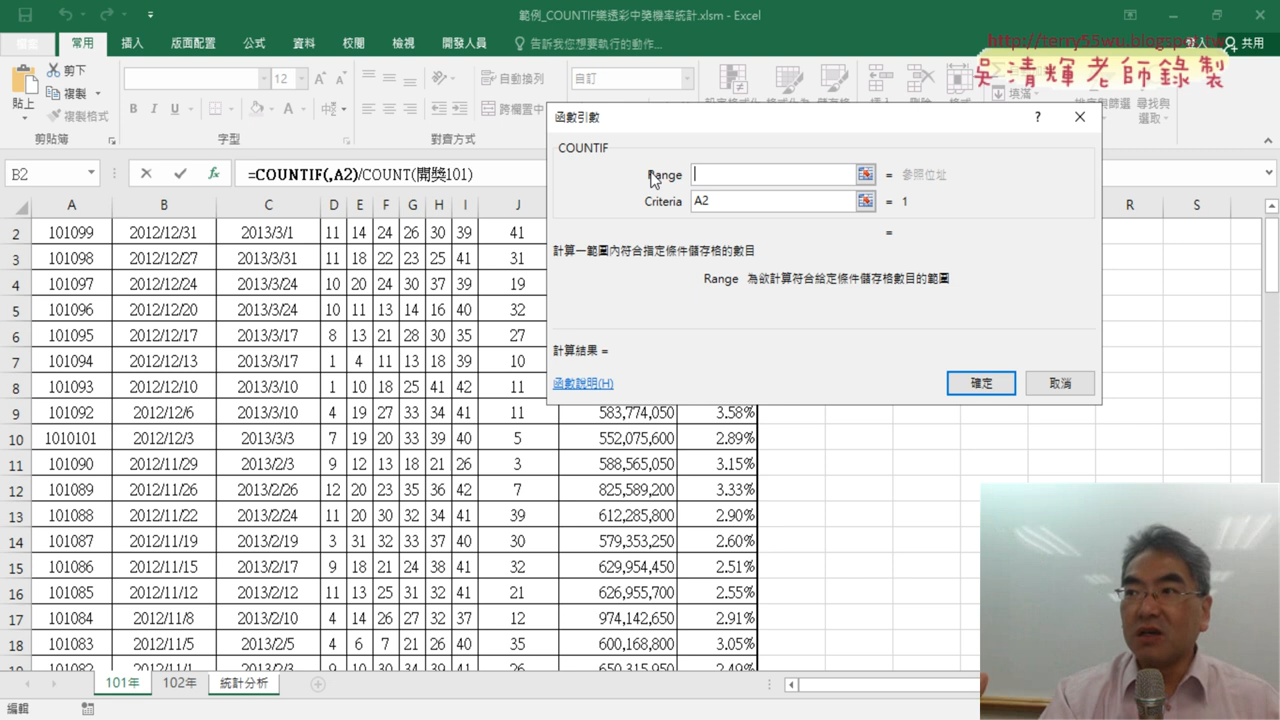 範例_COUNTIF樂透彩中獎機率統計.xlsm - Excel
檔案 常用 插入 版面配置 公式 資料 校閱 檢視 開發人員 告訴我您想要執行的動作... 登入 共用
http://terry55wu.blogspot.tw
吳清輝老師錄製
貼上 剪下 複製 複製格式 12 自動換列 跨欄置中 自訂 填滿
B I U
剪貼簿 字型 對齊方式
B2 =COUNTIF(,A2)/COUNT(開獎101)
函數引數 ?
COUNTIF
Range = 參照位址
Criteria A2 = 1
=
計算一範圍內符合指定條件儲存格的數目
Range 為欲計算符合給定條件儲存格數目的範圍
計算結果 =
函數說明(H) 確定 取消
A B C D E F G H I J R S
2 101099 2012/12/31 2013/3/1 11 14 24 26 30 39 41
3 101098 2012/12/27 2013/3/31 11 18 22 23 25 41 31
4 101097 2012/12/24 2013/3/24 10 20 24 30 37 39 19
5 101096 2012/12/20 2013/3/24 10 11 13 14 16 40 32
6 101095 2012/12/17 2013/3/17 8 13 21 28 30 35 27
7 101094 2012/12/13 2013/3/17 1 4 11 13 18 39 10
8 101093 2012/12/10 2013/3/10 1 10 18 25 41 42 11
9 101092 2012/12/6 2013/3/10 4 19 27 33 34 41 11 583,774,050 3.58%
10 1010101 2012/12/3 2013/3/3 7 19 20 33 39 40 5 552,075,600 2.89%
11 101090 2012/11/29 2013/2/3 9 12 13 18 21 26 3 588,565,050 3.15%
12 101089 2012/11/26 2013/2/26 12 20 23 35 36 42 7 825,589,200 3.33%
13 101088 2012/11/22 2013/2/24 11 20 30 32 34 41 39 612,285,800 2.90%
14 101087 2012/11/19 2013/2/19 3 31 32 33 37 40 30 579,353,250 2.60%
15 101086 2012/11/15 2013/2/17 9 18 21 24 38 41 32 629,954,450 2.51%
16 101085 2012/11/12 2013/2/12 11 13 25 31 32 41 21 626,955,700 2.55%
17 101084 2012/11/8 2013/2/10 4 14 26 27 32 37 12 974,142,650 2.91%
18 101083 2012/11/5 2013/2/5 4 6 7 21 26 40 35 600,168,800 3.05%
19 101082 2012/11/1 2013/2/3 9 10 30 34 39 41 26 650,315,950 2.49%
101年 102年 統計分析
編輯